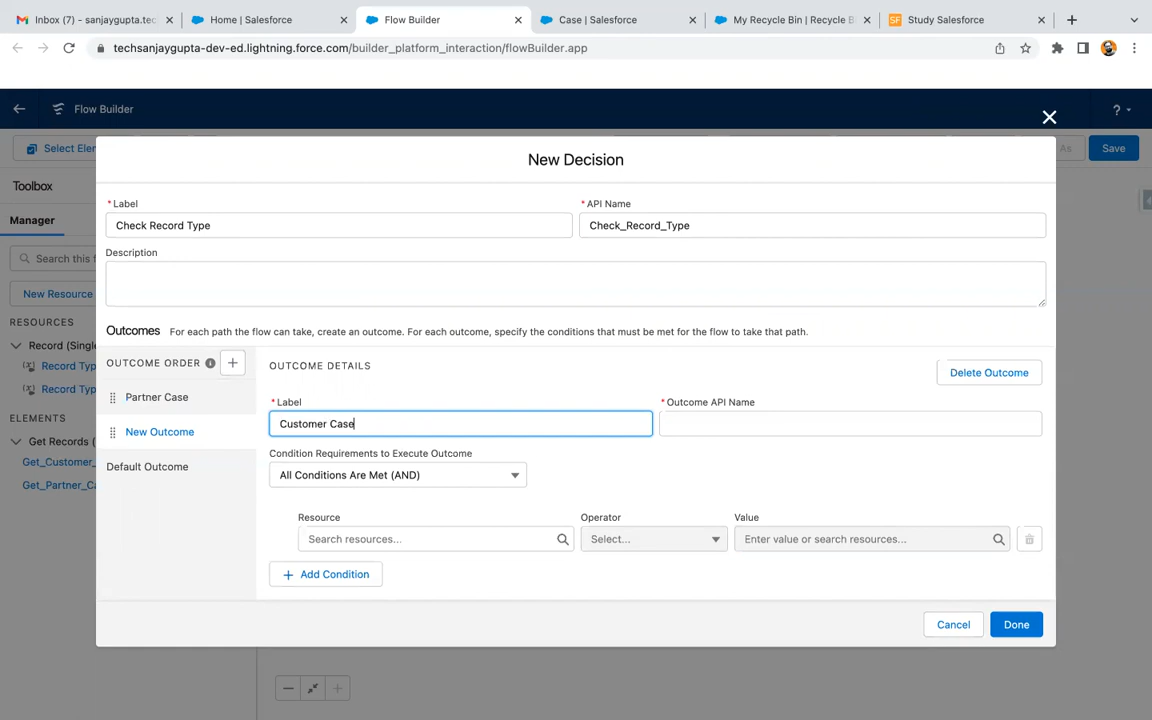 Inbox (7) - sanjaygupta.tec
Home | Salesforce
Flow Builder
Case | Salesforce
My Recycle Bin | Recycle B
SF Study Salesforce
techsanjaygupta-dev-ed.lightning.force.com/builder_platform_interaction/flowBuilder.app
Flow Builder
?
Select Elem
As
Save
New Decision
Toolbox
Manager
Search this f
New Resource
RESOURCES
Record (Singl
Record Typ
Record Typ
ELEMENTS
Get Records (
Get_Customer_
Get_Partner_Ca
* Label
* API Name
Check Record Type
Check_Record_Type
Description
Outcomes For each path the flow can take, create an outcome. For each outcome, specify the conditions that must be met for the flow to take that path.
OUTCOME ORDER
Partner Case
New Outcome
Default Outcome
OUTCOME DETAILS
Delete Outcome
* Label
* Outcome API Name
Customer Case
Condition Requirements to Execute Outcome
All Conditions Are Met (AND)
Resource
Operator
Value
Search resources...
Select...
Enter value or search resources...
Add Condition
Cancel
Done